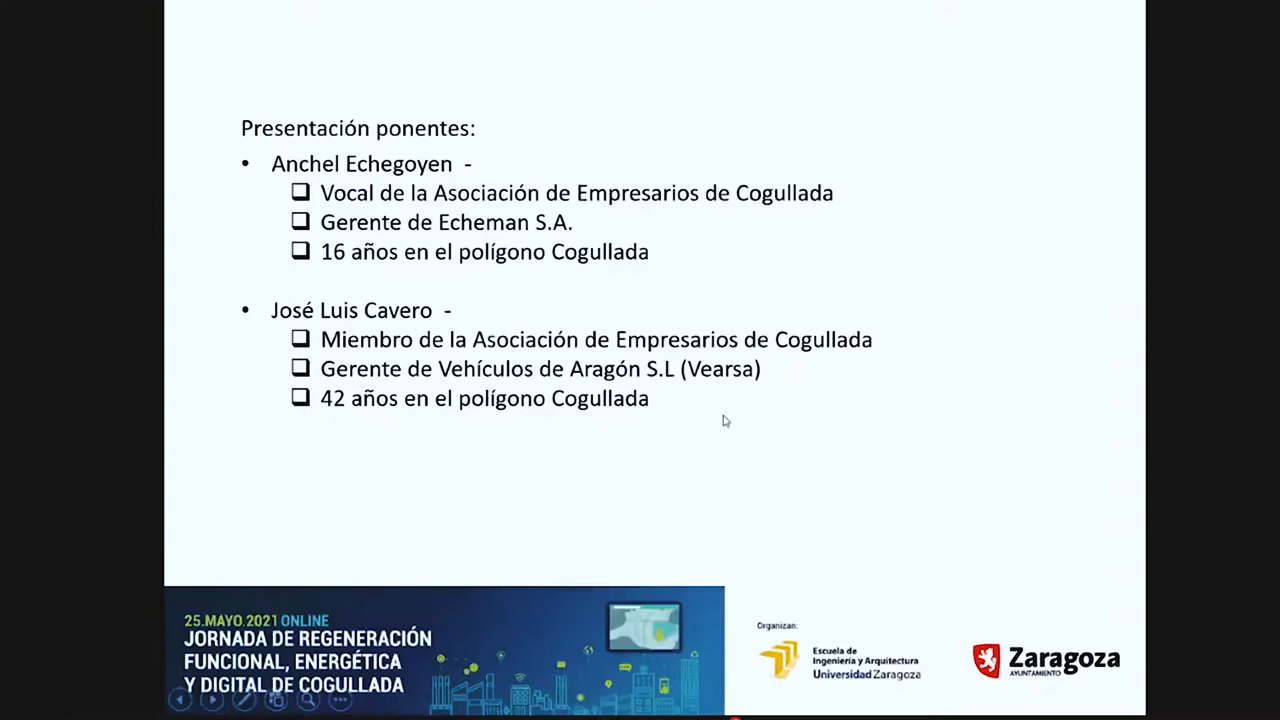 Presentación ponentes:
• Anchel Echegoyen -
❑ Vocal de la Asociación de Empresarios de Cogullada
❑ Gerente de Echeman S.A.
❑ 16 años en el polígono Cogullada
• José Luis Cavero -
❑ Miembro de la Asociación de Empresarios de Cogullada
❑ Gerente de Vehículos de Aragón S.L (Vearsa)
❑ 42 años en el polígono Cogullada
25.MAYO.2021 ONLINE
JORNADA DE REGENERACIÓN
FUNCIONAL, ENERGÉTICA
Y DIGITAL DE COGULLADA
Organizan:
Escuela de
Ingeniería y Arquitectura
Universidad Zaragoza
Zaragoza
AYUNTAMIENTO